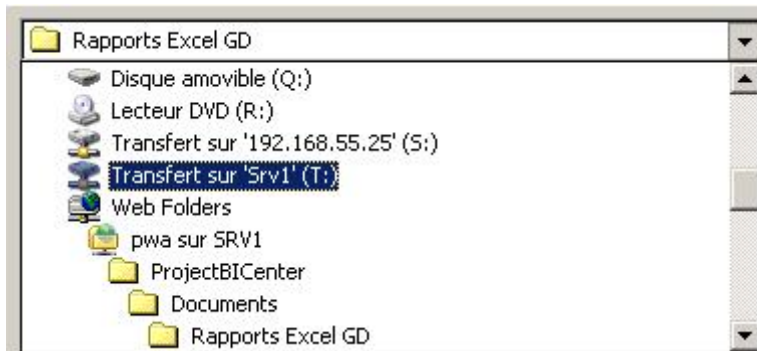 Rapports Excel GD
Disque amovible (Q:)
Lecteur DVD (R:)
Transfert sur '192.168.55.25' (S:)
Transfert sur 'Srv1' (T:)
Web Folders
pwa sur SRV1
ProjectBICenter
Documents
Rapports Excel GD